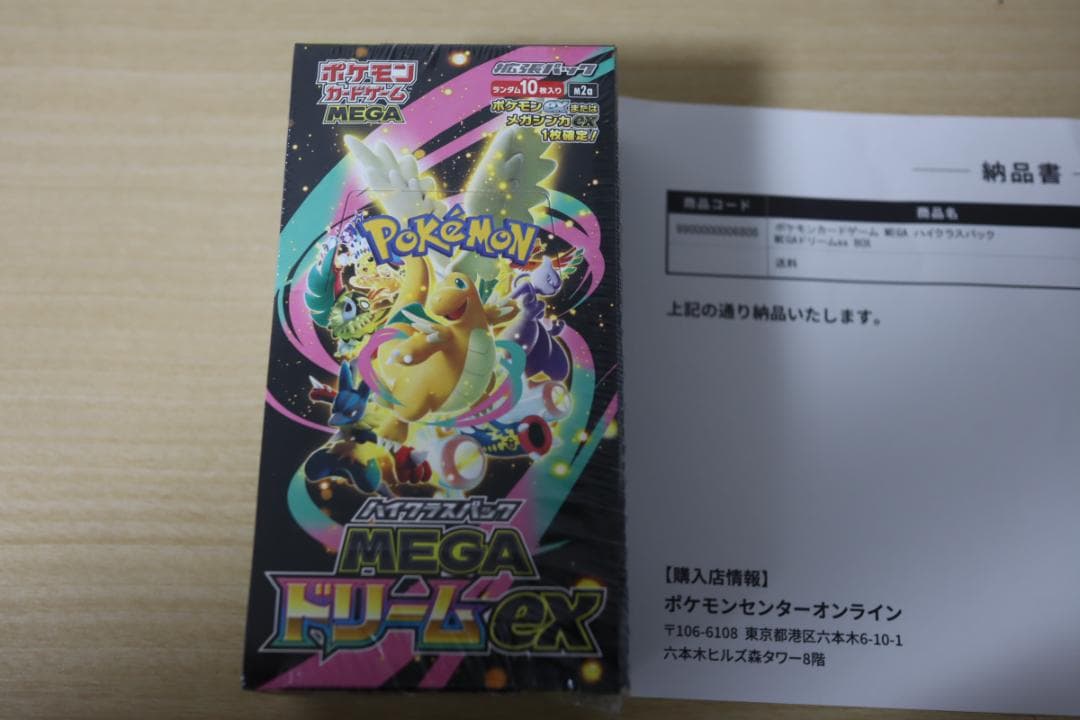 ポケモン
カードゲーム
MEGA
拡張パック
ランダム10枚入り M2a
ポケモンexまたは
メガシンカex
1枚確定!
POKÉMON
ハイクラスパック
MEGA
ドリームex
納品書
商品コード 商品名
ポケモンカードゲーム MEGA ハイクラスパック
MEGAドリームex BOX
送料
上記の通り納品いたします。
【購入店情報】
ポケモンセンターオンライン
〒106-6108 東京都港区六本木6-10-1
六本木ヒルズ森タワー8階